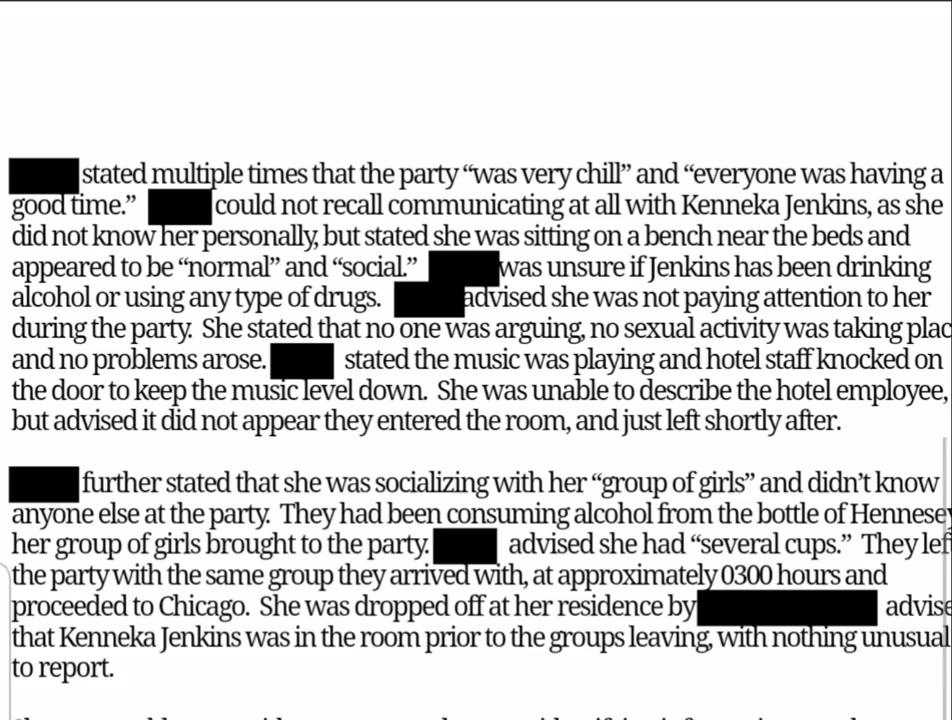 stated multiple times that the party “was very chill” and “everyone was having a
good time.” could not recall communicating at all with Kenneka Jenkins, as she
did not know her personally, but stated she was sitting on a bench near the beds and
appeared to be “normal” and “social.” was unsure if Jenkins has been drinking
alcohol or using any type of drugs. advised she was not paying attention to her
during the party. She stated that no one was arguing, no sexual activity was taking plac
and no problems arose. stated the music was playing and hotel staff knocked on
the door to keep the music level down. She was unable to describe the hotel employee,
but advised it did not appear they entered the room, and just left shortly after.
further stated that she was socializing with her “group of girls” and didn’t know
anyone else at the party. They had been consuming alcohol from the bottle of Hennesey
her group of girls brought to the party. advised she had “several cups.” They lef
the party with the same group they arrived with, at approximately 0300 hours and
proceeded to Chicago. She was dropped off at her residence by advise
that Kenneka Jenkins was in the room prior to the groups leaving, with nothing unusual
to report.